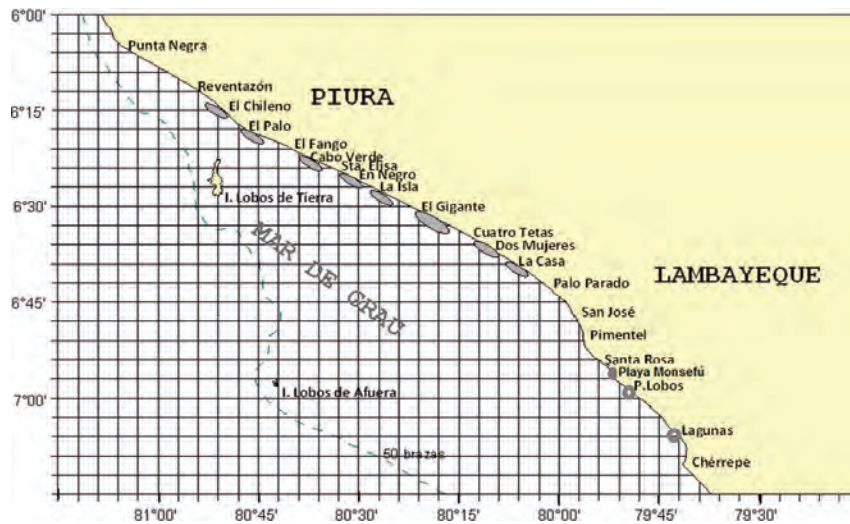 6°00'
Punta Negra
Reventazón
PIURA
6°15'
El Chileno
El Palo
El Fango
Cabo Verde
Sta. Elisa
En Negro
La Isla
I. Lobos de Tierra
6°30'
El Gigante
MAR DE GRAU
Cuatro Tetas
Dos Mujeres
La Casa
LAMBAYEQUE
Palo Parado
6°45'
San José
Pimentel
Santa Rosa
Playa Monsefú
P.Lobos
I. Lobos de Afuera
7°00'
Lagunas
50 brazas
Chérrepe
81°00' 80°45' 80°30' 80°15' 80°00' 79°45' 79°30'